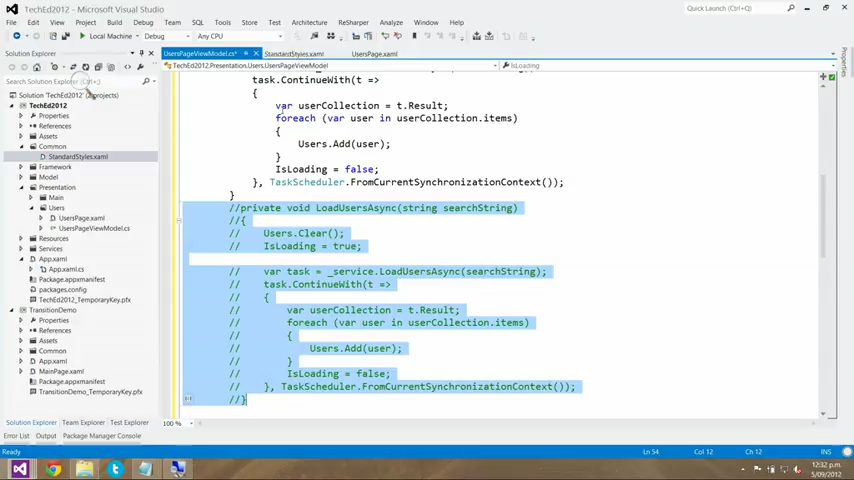 TechEd2012 - Microsoft Visual Studio
Quick Launch (Ctrl+Q)
File Edit View Project Build Debug Team SQL Tools Store Test Architecture ReSharper Analyze Window Help
Local Machine Debug Any CPU
Solution Explorer
UsersPageViewModel.cs* StandardStyles.xaml UsersPage.xaml
TechEd2012.Presentation.Users.UsersPageViewModel IsLoading
Search Solution Explorer (Ctrl+;)
Solution 'TechEd2012' (2 projects)
TechEd2012
Properties
References
Assets
Common
StandardStyles.xaml
Framework
Model
Presentation
Main
Users
UsersPage.xaml
UsersPageViewModel.cs
Resources
Services
App.xaml
App.xaml.cs
Package.appxmanifest
packages.config
TechEd2012_TemporaryKey.pfx
TransitionDemo
Properties
References
Assets
Common
App.xaml
MainPage.xaml
Package.appxmanifest
TransitionDemo_TemporaryKey.pfx
task.ContinueWith(t =>
{
var userCollection = t.Result;
foreach (var user in userCollection.items)
{
Users.Add(user);
}
IsLoading = false;
}, TaskScheduler.FromCurrentSynchronizationContext());
}
//private void LoadUsersAsync(string searchString)
//{
// Users.Clear();
// IsLoading = true;
// var task = _service.LoadUsersAsync(searchString);
// task.ContinueWith(t =>
// {
// var userCollection = t.Result;
// foreach (var user in userCollection.items)
// {
// Users.Add(user);
// }
// IsLoading = false;
// }, TaskScheduler.FromCurrentSynchronizationContext());
//}
Properties
100 %
Solution Explorer Team Explorer Test Explorer
Error List Output Package Manager Console
Ready Ln 54 Col 12 Ch 12 INS
12:32 p.m.
5/09/2012